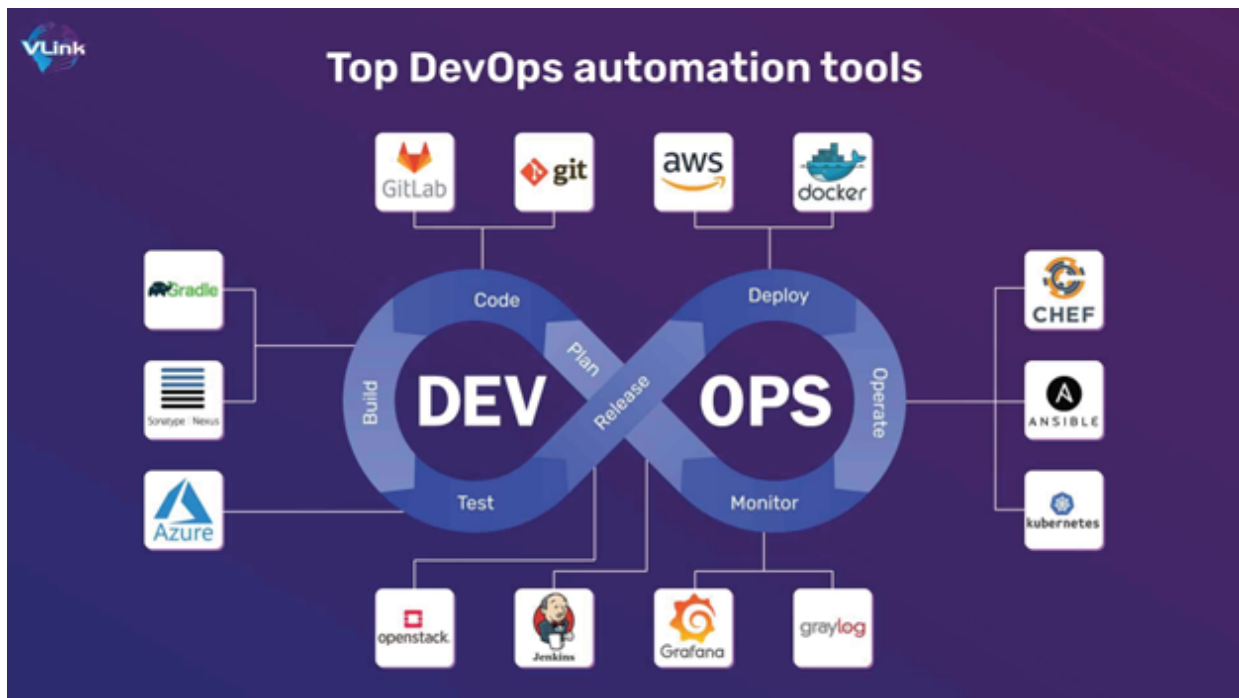 VLink
Top DevOps automation tools
GitLab
git
aws
docker
Gradle
Sonatype Nexus
Azure
CHEF
ANSIBLE
kubernetes
Code
Plan
Build
DEV
Test
Release
Deploy
OPS
Operate
Monitor
openstack.
Jenkins
Grafana
graylog